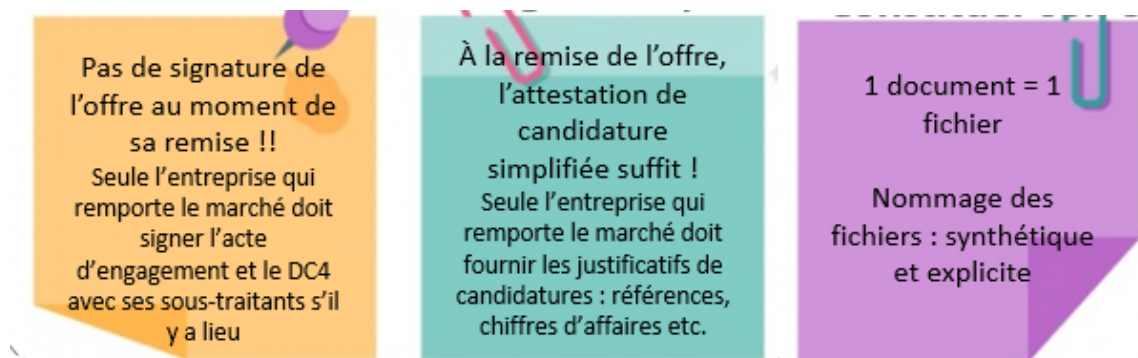 Pas de signature de
l’offre au moment de
sa remise !!
Seule l’entreprise qui
remporte le marché doit
signer l’acte
d’engagement et le DC4
avec ses sous-traitants s’il
y a lieu
À la remise de l’offre,
l’attestation de
candidature
simplifiée suffit !
Seule l’entreprise qui
remporte le marché doit
fournir les justificatifs de
candidatures : références,
chiffres d’affaires etc.
1 document = 1
fichier
Nommage des
fichiers : synthétique
et explicite